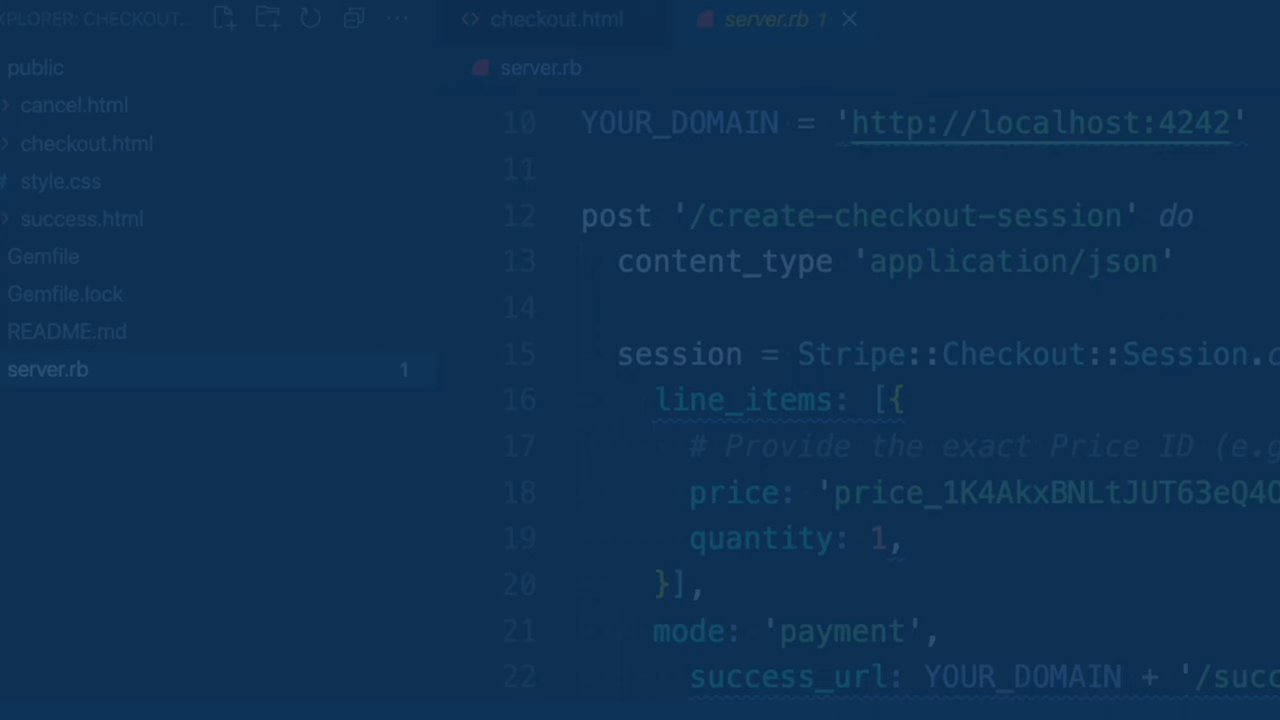 XPLORER: CHECKOUT...
public
cancel.html
checkout.html
# style.css
success.html
Gemfile
Gemfile.lock
README.md
server.rb 1
<> checkout.html
server.rb 1
server.rb
10 YOUR_DOMAIN = 'http://localhost:4242'
11
12 post '/create-checkout-session' do
13 content_type 'application/json'
14
15 session = Stripe::Checkout::Session.
16 line_items: [{
17 # Provide the exact Price ID (e.g
18 price: 'price_1K4AkxBNLtJUT63eQ4
19 quantity: 1,
20 }],
21 mode: 'payment',
22 success_url: YOUR_DOMAIN + '/succ